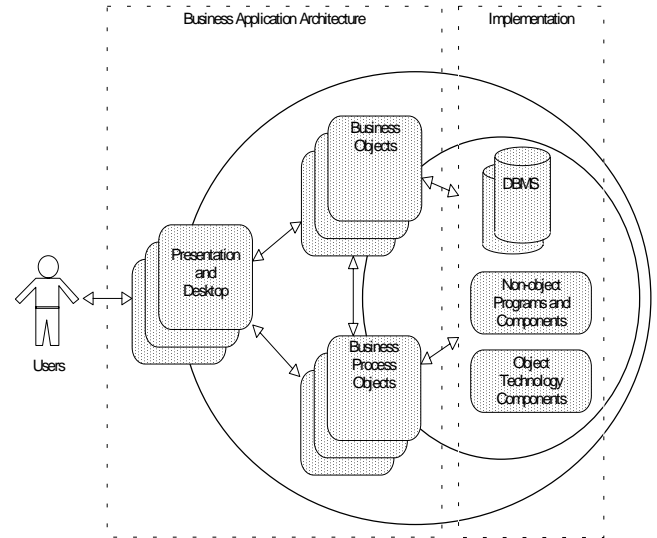 Business Application Architecture
Implementation
Business
Objects
DBMS
Presentation
and
Desktop
Non-object
Programs and
Components
Users
Business
Process
Objects
Object
Technology
Components